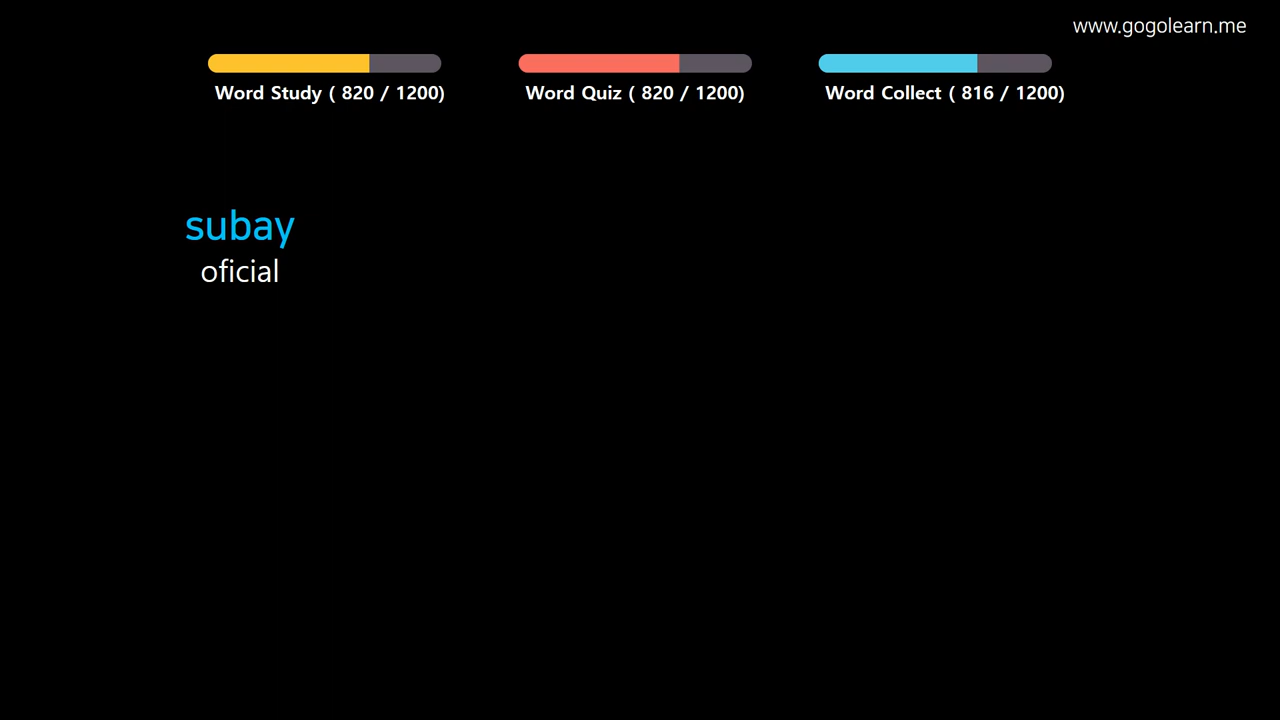 www.gogolearn.me
Word Study ( 820 / 1200)
Word Quiz ( 820 / 1200)
Word Collect ( 816 / 1200)
subay
oficial